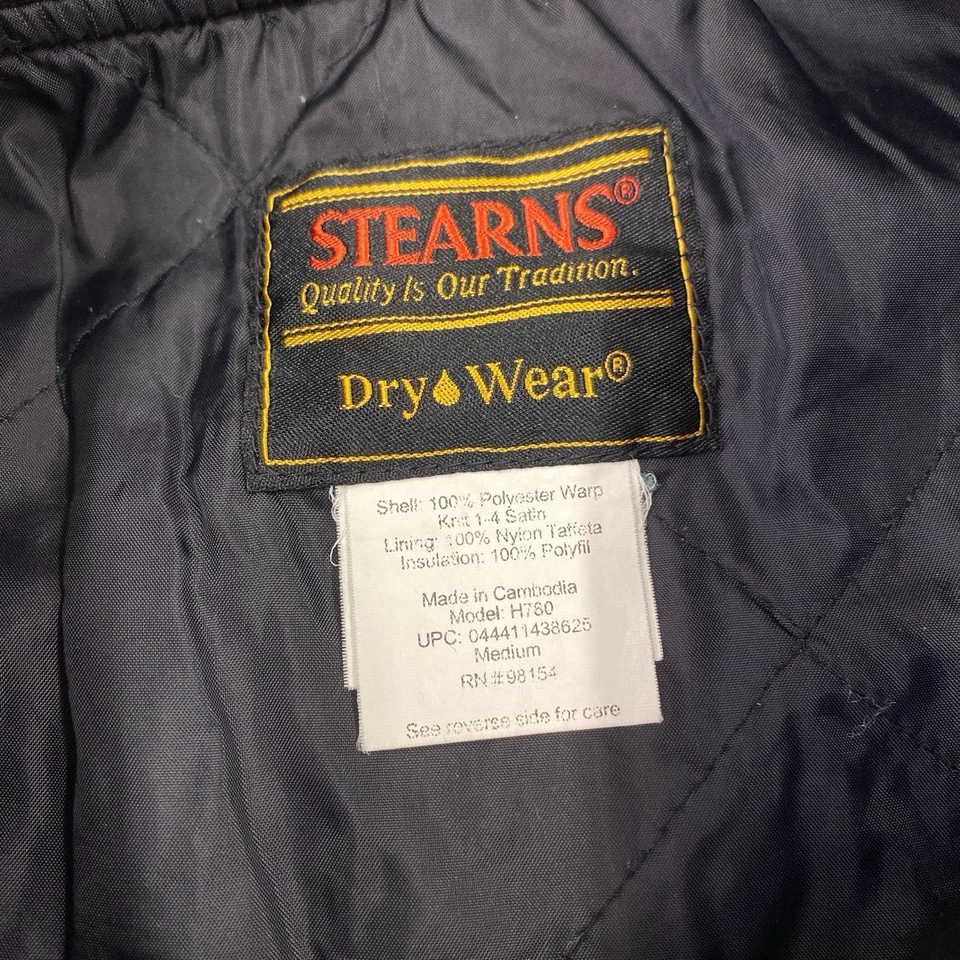 STEARNS®
Quality Is Our Tradition.
Dry Wear®
Shell: 100% Polyester Warp
Knit 1-4 Satin
Lining: 100% Nylon Taffeta
Insulation: 100% Polyfil
Made in Cambodia
Model: H780
UPC: 044411438625
Medium
RN#98154
See reverse side for care